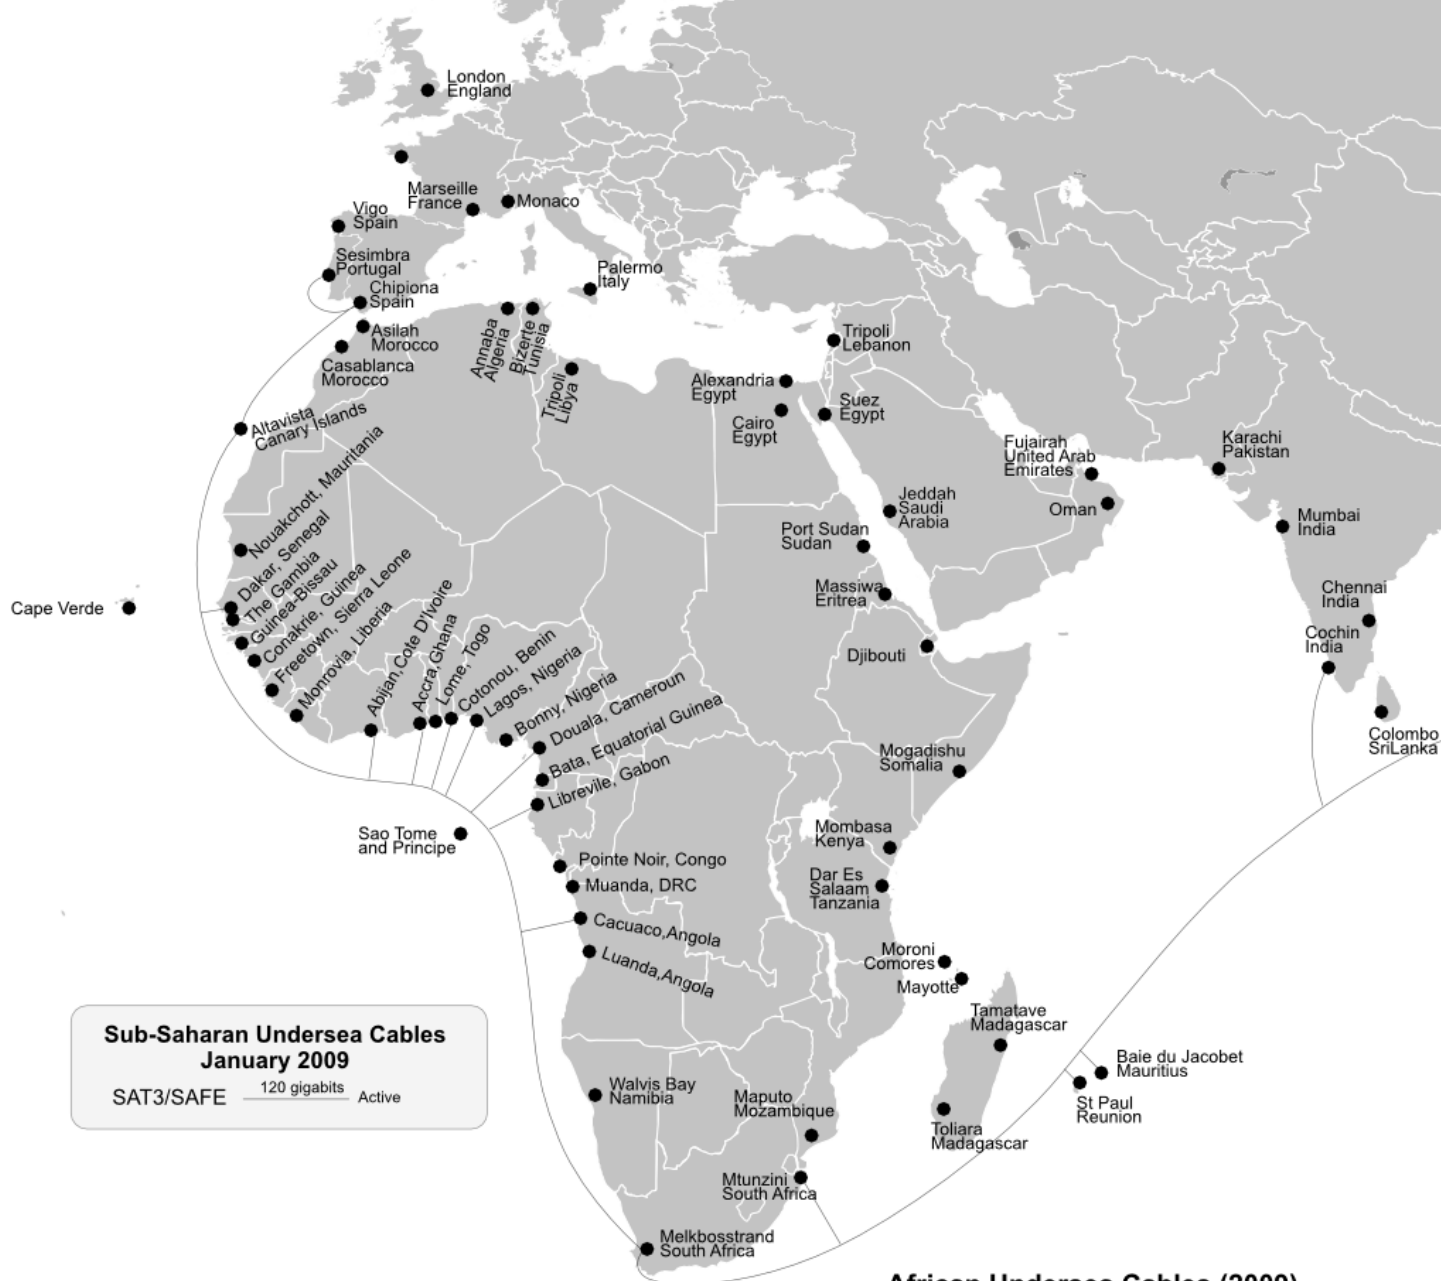 London
England
Marseille
France
Monaco
Vigo
Spain
Sesimbra
Portugal
Chipiona
Spain
Palermo
Italy
Asilah
Morocco
Casablanca
Morocco
Annaba
Algeria
Bizerte
Tunisia
Tripoli
Libya
Tripoli
Lebanon
Alexandria
Egypt
Cairo
Egypt
Suez
Egypt
Altavista
Canary Islands
Fujairah
United Arab
Emirates
Oman
Karachi
Pakistan
Mumbai
India
Jeddah
Saudi
Arabia
Port Sudan
Sudan
Massiwa
Eritrea
Djibouti
Chennai
India
Cochin
India
Colombo
SriLanka
Cape Verde
Nouakchott, Mauritania
Dakar, Senegal
The Gambia
Guinea-Bissau
Conakrie, Guinea
Freetown, Sierra Leone
Monrovia, Liberia
Abijan, Cote D'Ivoire
Accra, Ghana
Lome, Togo
Cotonou, Benin
Lagos, Nigeria
Bonny, Nigeria
Douala, Cameroun
Bata, Equatorial Guinea
Librevile, Gabon
Sao Tome
and Principe
Pointe Noir, Congo
Muanda, DRC
Cacuaco,Angola
Luanda,Angola
Mogadishu
Somalia
Mombasa
Kenya
Dar Es
Salaam
Tanzania
Moroni
Comores
Mayotte
Tamatave
Madagascar
Baie du Jacobet
Mauritius
St Paul
Reunion
Toliara
Madagascar
Walvis Bay
Namibia
Maputo
Mozambique
Mtunzini
South Africa
Melkbosstrand
South Africa
Sub-Saharan Undersea Cables
January 2009
SAT3/SAFE 120 gigabits Active
African Undersea Cables (2009)